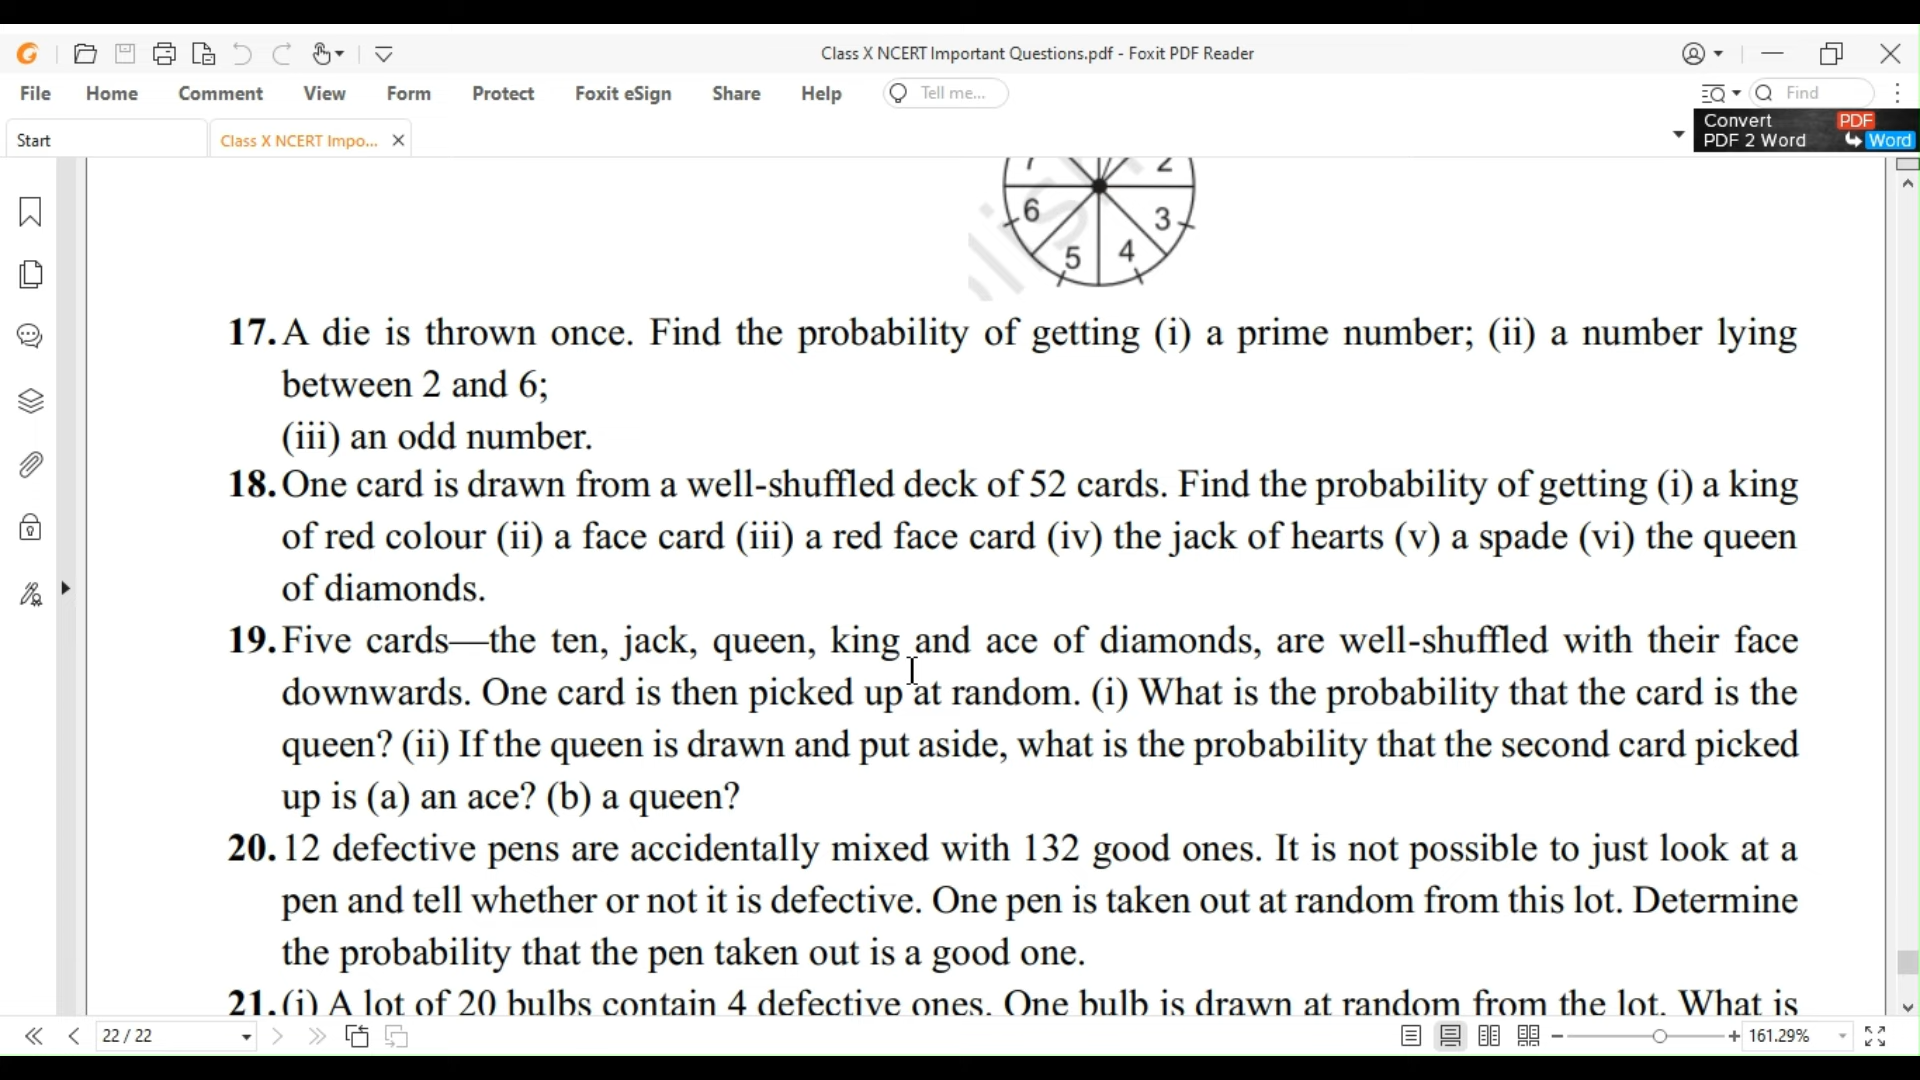 Class X NCERT Important Questions.pdf - Foxit PDF Reader
File Home Comment View Form Protect Foxit eSign Share Help Tell me... Find
Convert PDF
PDF 2 Word Word
Start Class X NCERT Impo...
7 2
6 3
5 4
17. A die is thrown once. Find the probability of getting (i) a prime number; (ii) a number lying
between 2 and 6;
(iii) an odd number.
18. One card is drawn from a well-shuffled deck of 52 cards. Find the probability of getting (i) a king
of red colour (ii) a face card (iii) a red face card (iv) the jack of hearts (v) a spade (vi) the queen
of diamonds.
19. Five cards—the ten, jack, queen, king and ace of diamonds, are well-shuffled with their face
downwards. One card is then picked up at random. (i) What is the probability that the card is the
queen? (ii) If the queen is drawn and put aside, what is the probability that the second card picked
up is (a) an ace? (b) a queen?
20. 12 defective pens are accidentally mixed with 132 good ones. It is not possible to just look at a
pen and tell whether or not it is defective. One pen is taken out at random from this lot. Determine
the probability that the pen taken out is a good one.
21. (i) A lot of 20 bulbs contain 4 defective ones. One bulb is drawn at random from the lot. What is
22 / 22 161.29%